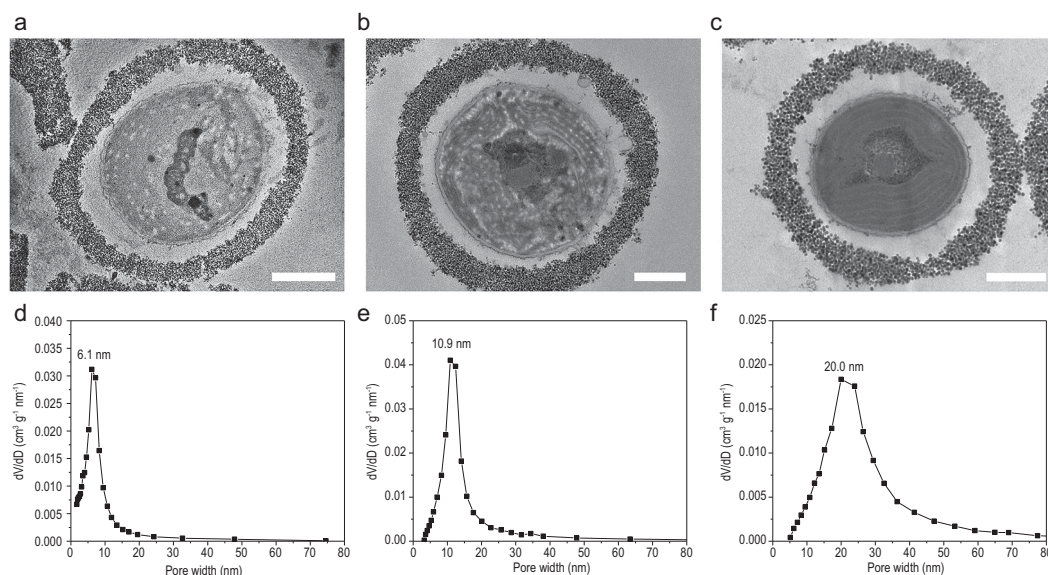 a
b
c
d
0.040
0.035
0.030
0.025
0.020
0.015
0.010
0.005
0.000
dV/dD (cm³ g⁻¹ nm⁻¹)
6.1 nm
0 10 20 30 40 50 60 70 80
Pore width (nm)
e
0.05
0.04
0.03
0.02
0.01
0.00
dV/dD (cm³ g⁻¹ nm⁻¹)
10.9 nm
0 10 20 30 40 50 60 70 80
Pore width (nm)
f
0.025
0.020
0.015
0.010
0.005
0.000
dV/dD (cm³ g⁻¹ nm⁻¹)
20.0 nm
0 10 20 30 40 50 60 70 80
Pore width (nm)